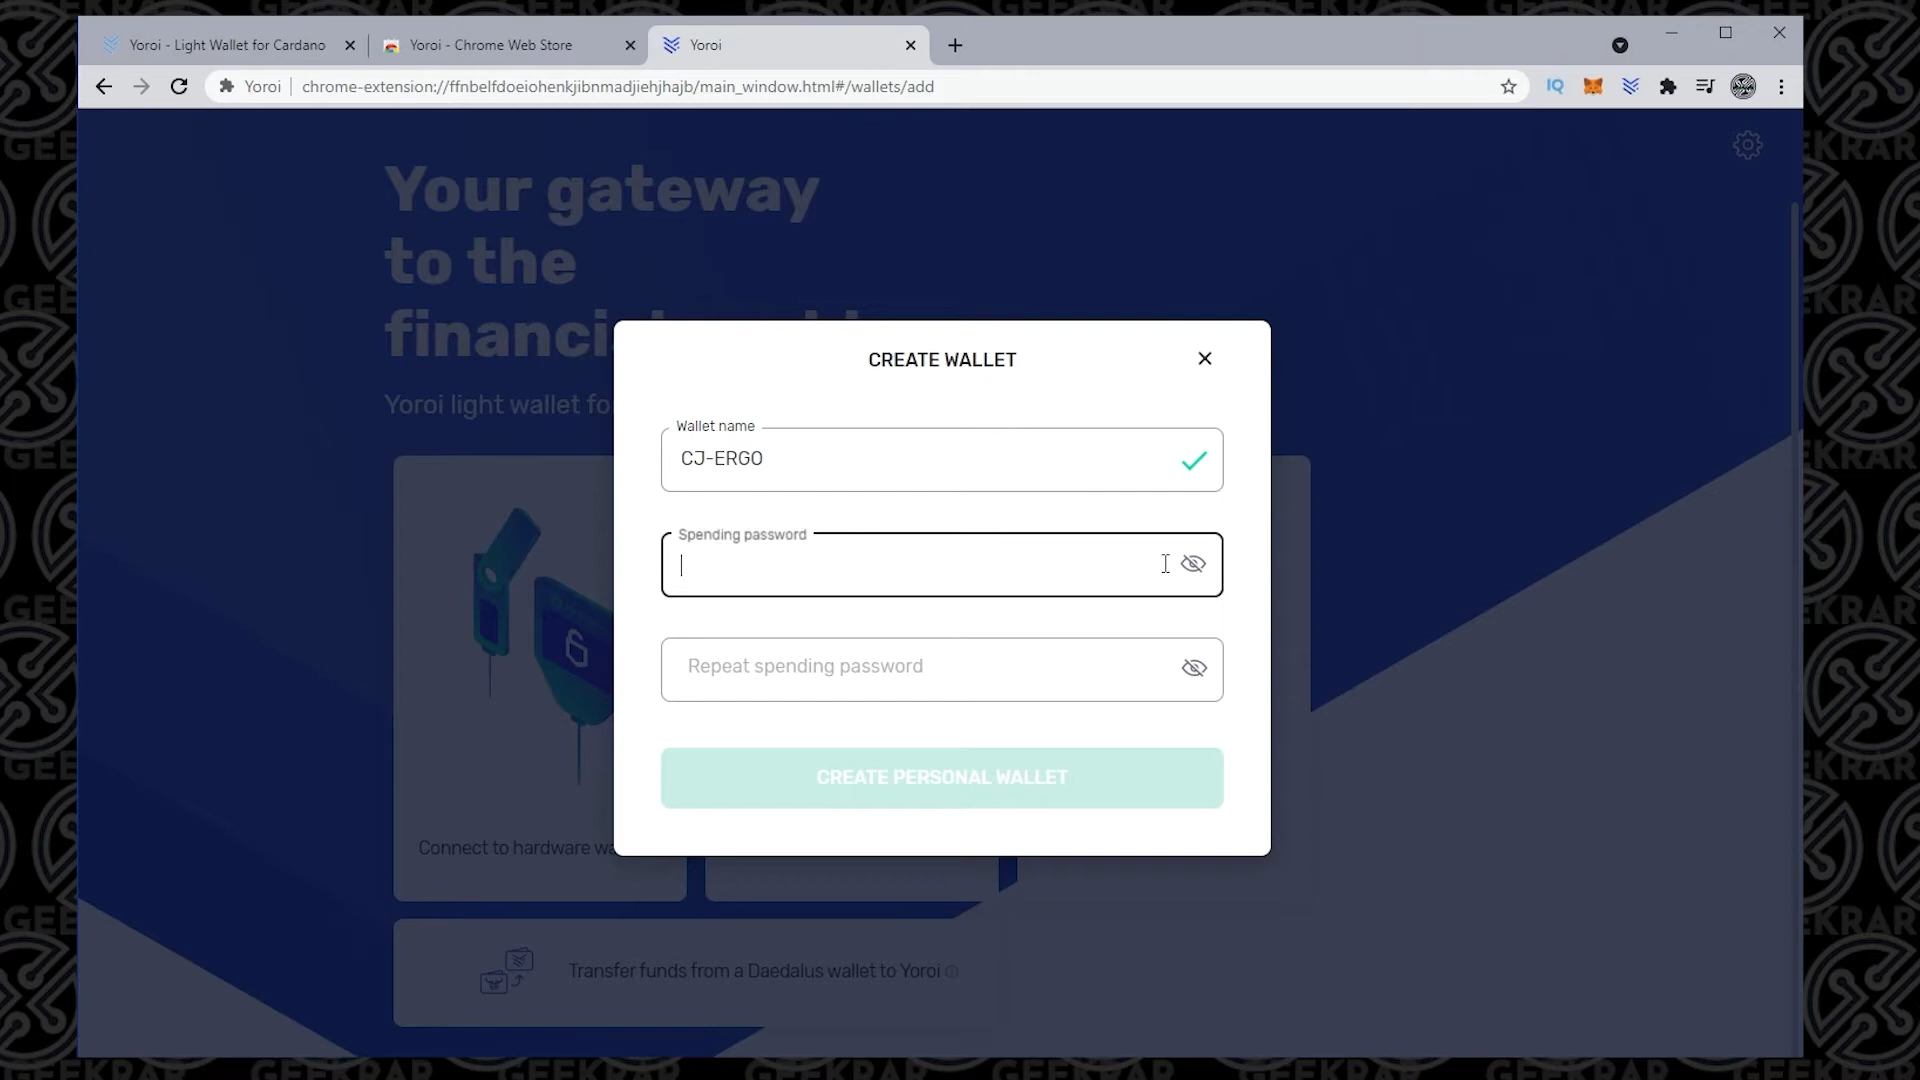 Yoroi - Light Wallet for Cardano
Yoroi - Chrome Web Store
Yoroi
Yoroi
chrome-extension://ffnbelfdoeiohenkjibnmadjiehjhajb/main_window.html#/wallets/add
IQ
Your gateway
to the
financi
Yoroi light wallet fo
CREATE WALLET
Wallet name
CJ-ERGO
Spending password
Repeat spending password
CREATE PERSONAL WALLET
Connect to hardware wa
Transfer funds from a Daedalus wallet to Yoroi
GEEKRAR